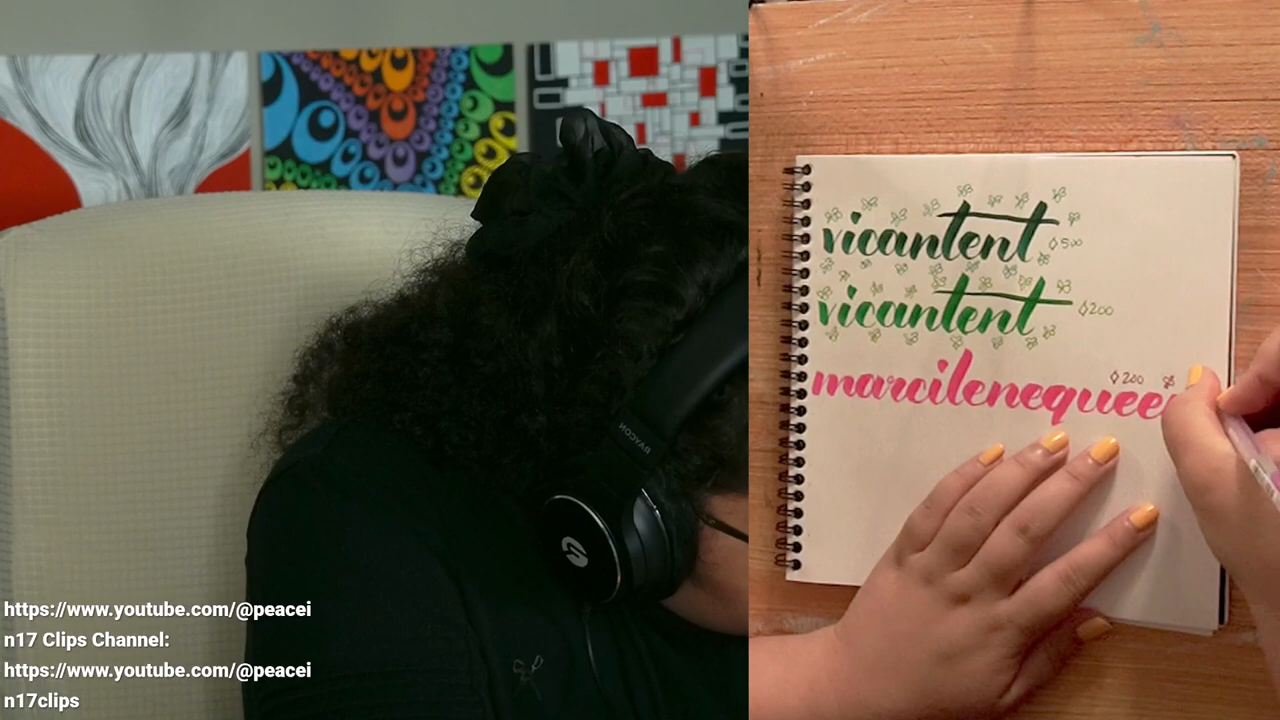 vicantent ◊500
vicantent ◊200
◊200
marcilenequeen
RAYCON
https://www.youtube.com/@peacei
n17 Clips Channel:
https://www.youtube.com/@peacei
n17clips